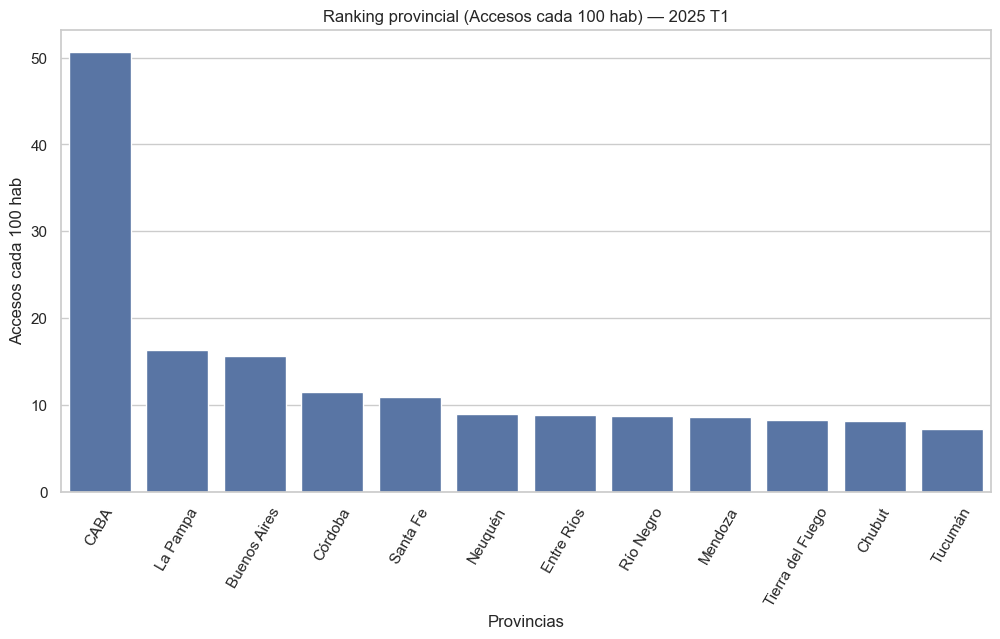 Ranking provincial (Accesos cada 100 hab) — 2025 T1
Accesos cada 100 hab
50
40
30
20
10
0
CABA
La Pampa
Buenos Aires
Córdoba
Santa Fe
Neuquén
Entre Ríos
Río Negro
Mendoza
Tierra del Fuego
Chubut
Tucumán
Provincias